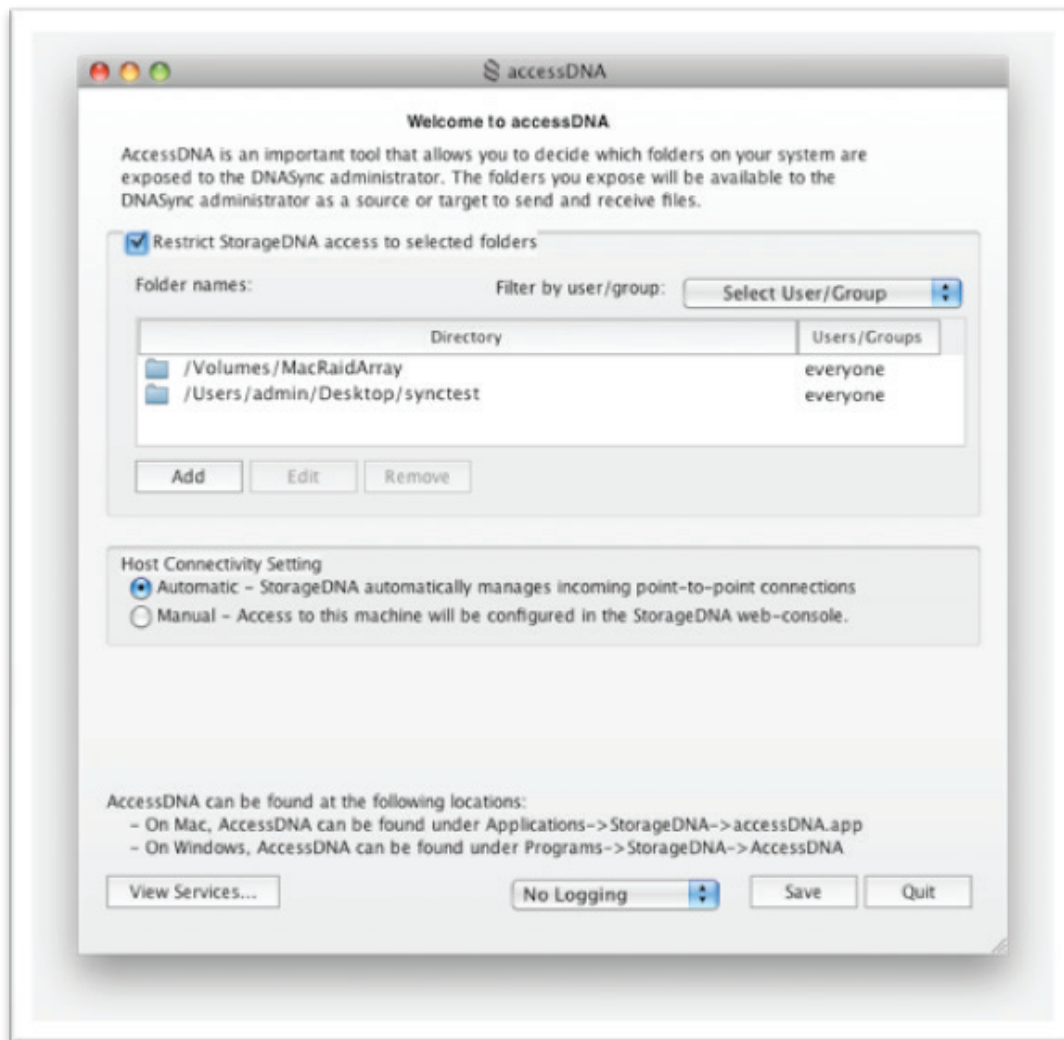 accessDNA
Welcome to accessDNA
AccessDNA is an important tool that allows you to decide which folders on your system are
exposed to the DNASync administrator. The folders you expose will be available to the
DNASync administrator as a source or target to send and receive files.
Restrict StorageDNA access to selected folders
Folder names: Filter by user/group: Select User/Group
Directory Users/Groups
/Volumes/MacRaidArray everyone
/Users/admin/Desktop/synctest everyone
Add Edit Remove
Host Connectivity Setting
Automatic - StorageDNA automatically manages incoming point-to-point connections
Manual - Access to this machine will be configured in the StorageDNA web-console.
AccessDNA can be found at the following locations:
- On Mac, AccessDNA can be found under Applications->StorageDNA->accessDNA.app
- On Windows, AccessDNA can be found under Programs->StorageDNA->AccessDNA
View Services... No Logging Save Quit